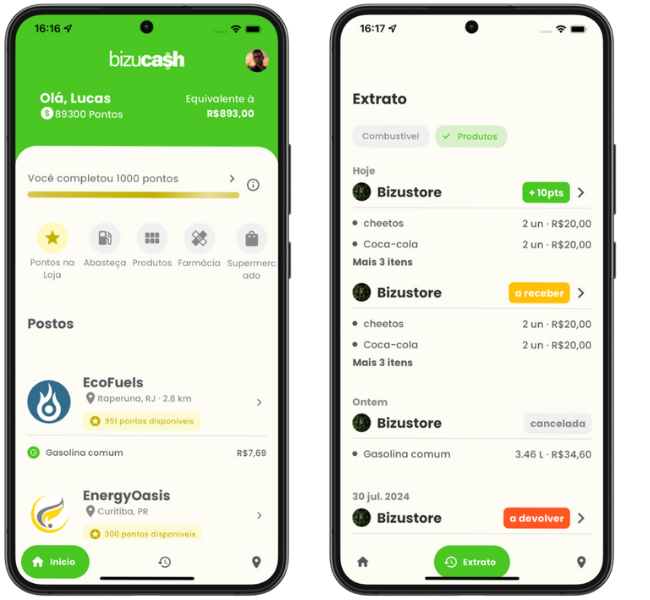 16:16
bizuca$h
Olá, Lucas
Equivalente à
$ 89300 Pontos
R$893,00
Você completou 1000 pontos
Pontos na Loja
Abasteça
Produtos
Farmácia
Supermerc ado
Postos
EcoFuels
Itaperuna, RJ · 2.8 km
951 pontos disponíveis
G Gasolina comum
R$7,69
EnergyOasis
Curitiba, PR
300 pontos disponíveis
Início
16:17
Extrato
Combustível
Produtos
Hoje
Bizustore
+ 10pts
cheetos
2 un · R$20,00
Coca-cola
2 un · R$20,00
Mais 3 itens
Bizustore
a receber
cheetos
2 un · R$20,00
Coca-cola
2 un · R$20,00
Mais 3 itens
Ontem
Bizustore
cancelada
Gasolina comum
3.46 L · R$34,60
30 jul. 2024
Bizustore
a devolver
Extrato